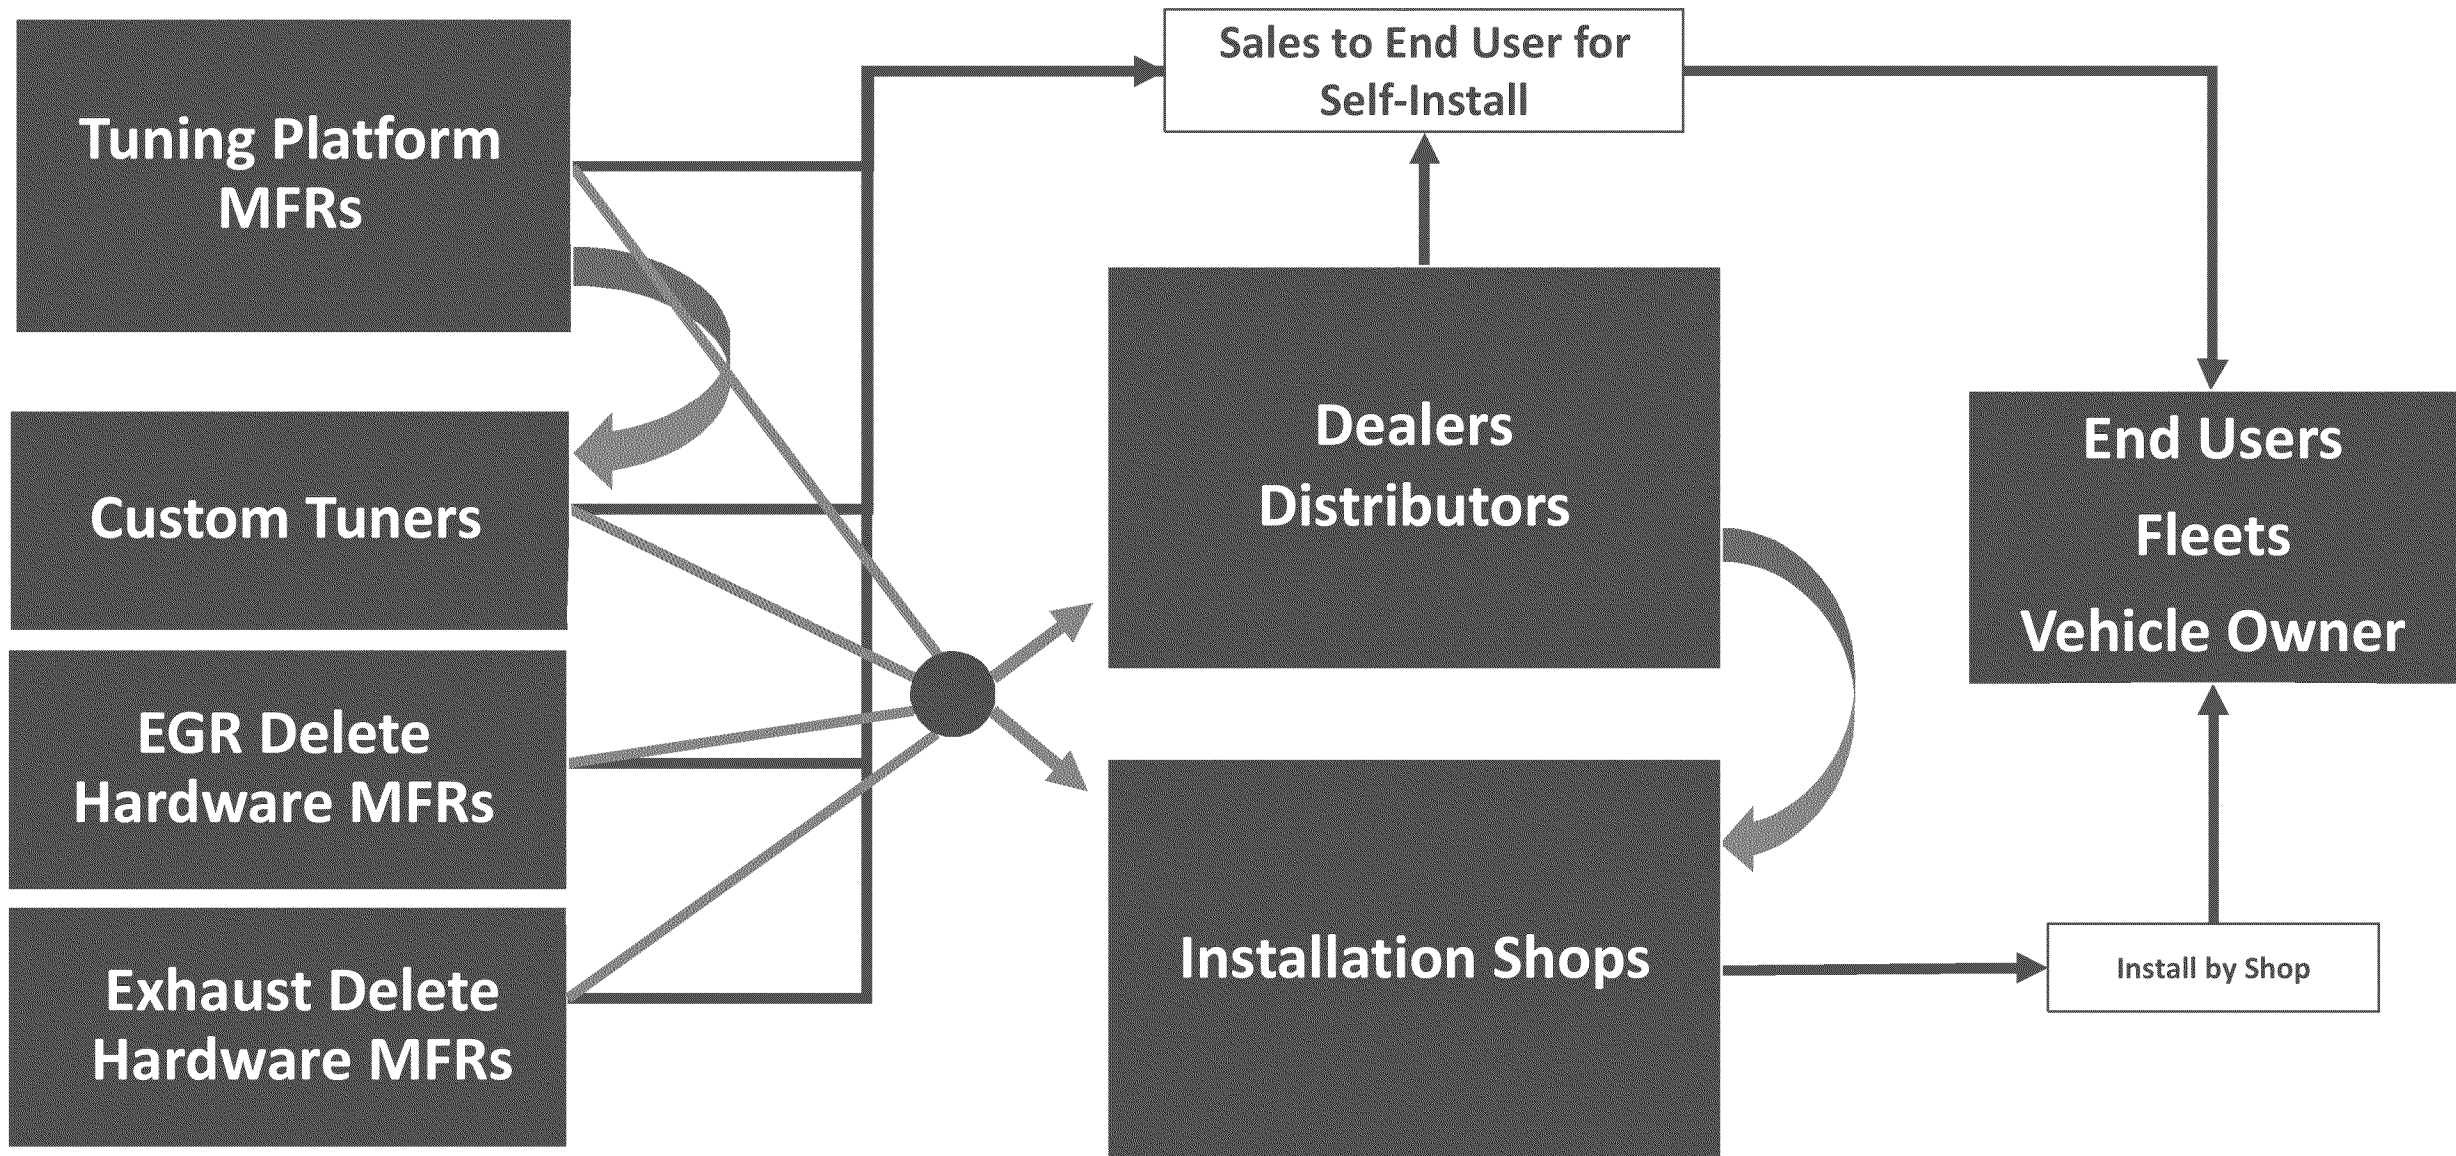 Tuning Platform
MFRs
Custom Tuners
EGR Delete
Hardware MFRs
Exhaust Delete
Hardware MFRs
Sales to End User for
Self-Install
Dealers
Distributors
Installation Shops
End Users
Fleets
Vehicle Owner
Install by Shop